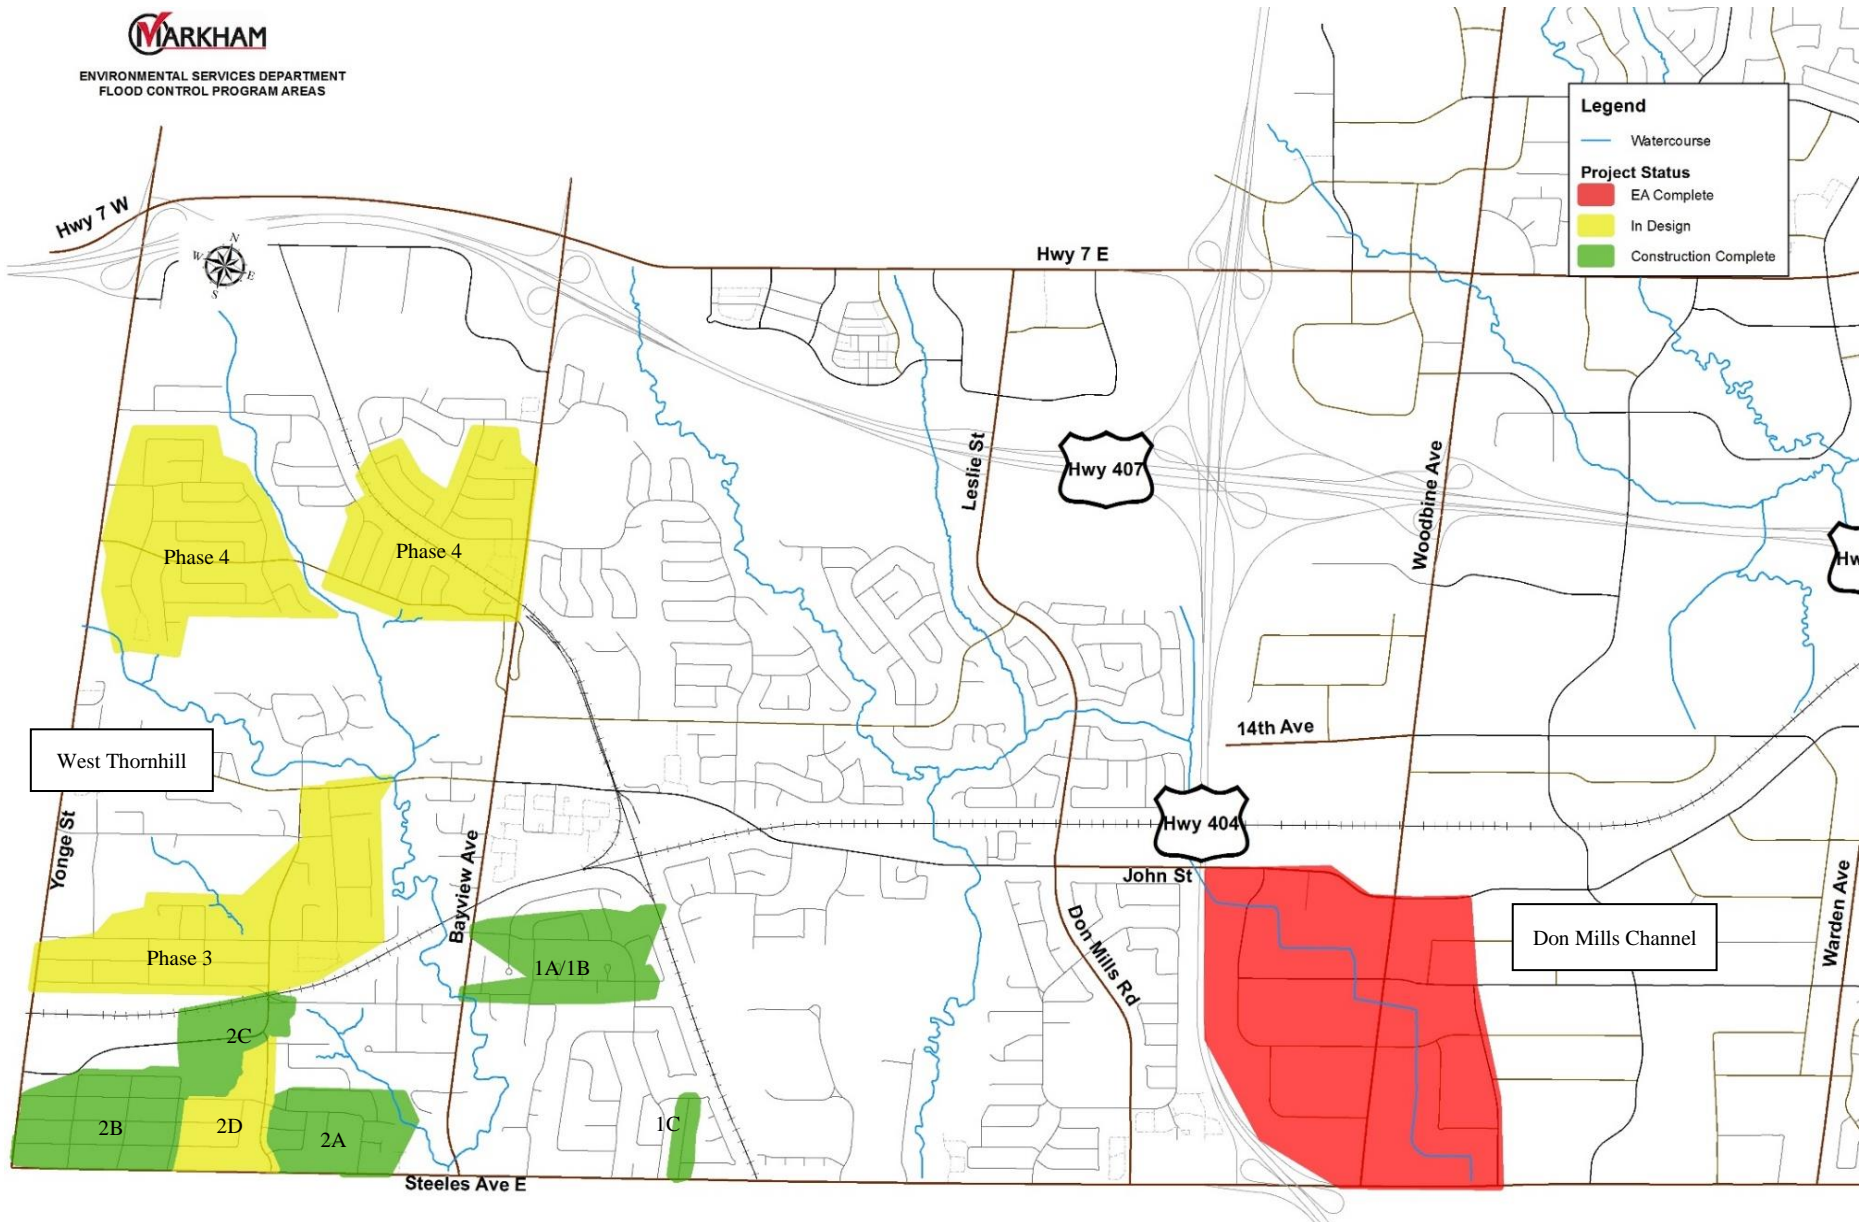 MARKHAM
ENVIRONMENTAL SERVICES DEPARTMENT
FLOOD CONTROL PROGRAM AREAS
Legend
Watercourse
Project Status
EA Complete
In Design
Construction Complete
Hwy 7 W
N
W
E
S
Hwy 7 E
Leslie St
Hwy 407
Woodbine Ave
Hw
Phase 4
Phase 4
14th Ave
West Thornhill
Hwy 404
Yonge St
Bayview Ave
John St
Don Mills Rd
Don Mills Channel
Warden Ave
Phase 3
1A/1B
2C
2B
2D
2A
1C
Steeles Ave E